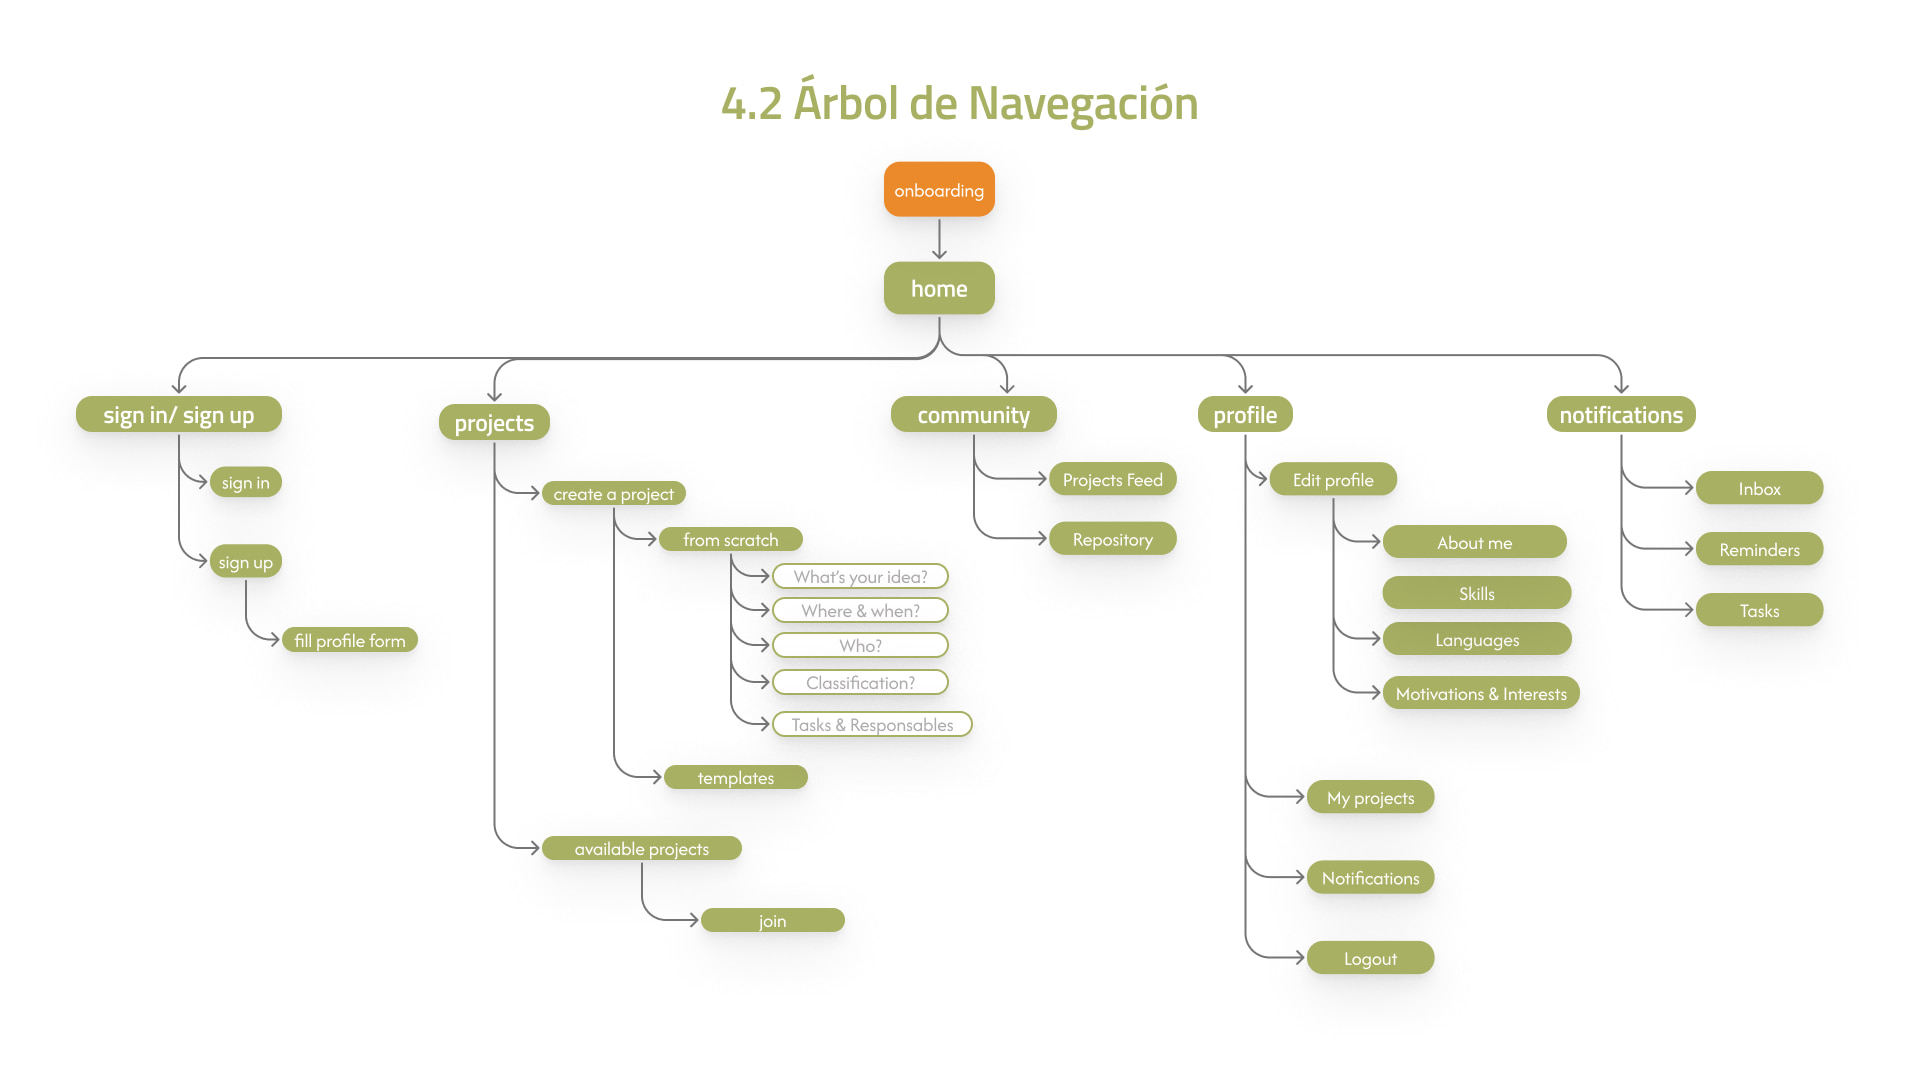 4.2 Árbol de Navegación
onboarding
home
sign in/ sign up
sign in
sign up
fill profile form
projects
create a project
from scratch
What's your idea?
Where & when?
Who?
Classification?
Tasks & Responsables
templates
available projects
join
community
Projects Feed
Repository
profile
Edit profile
About me
Skills
Languages
Motivations & Interests
My projects
Notifications
Logout
notifications
Inbox
Reminders
Tasks